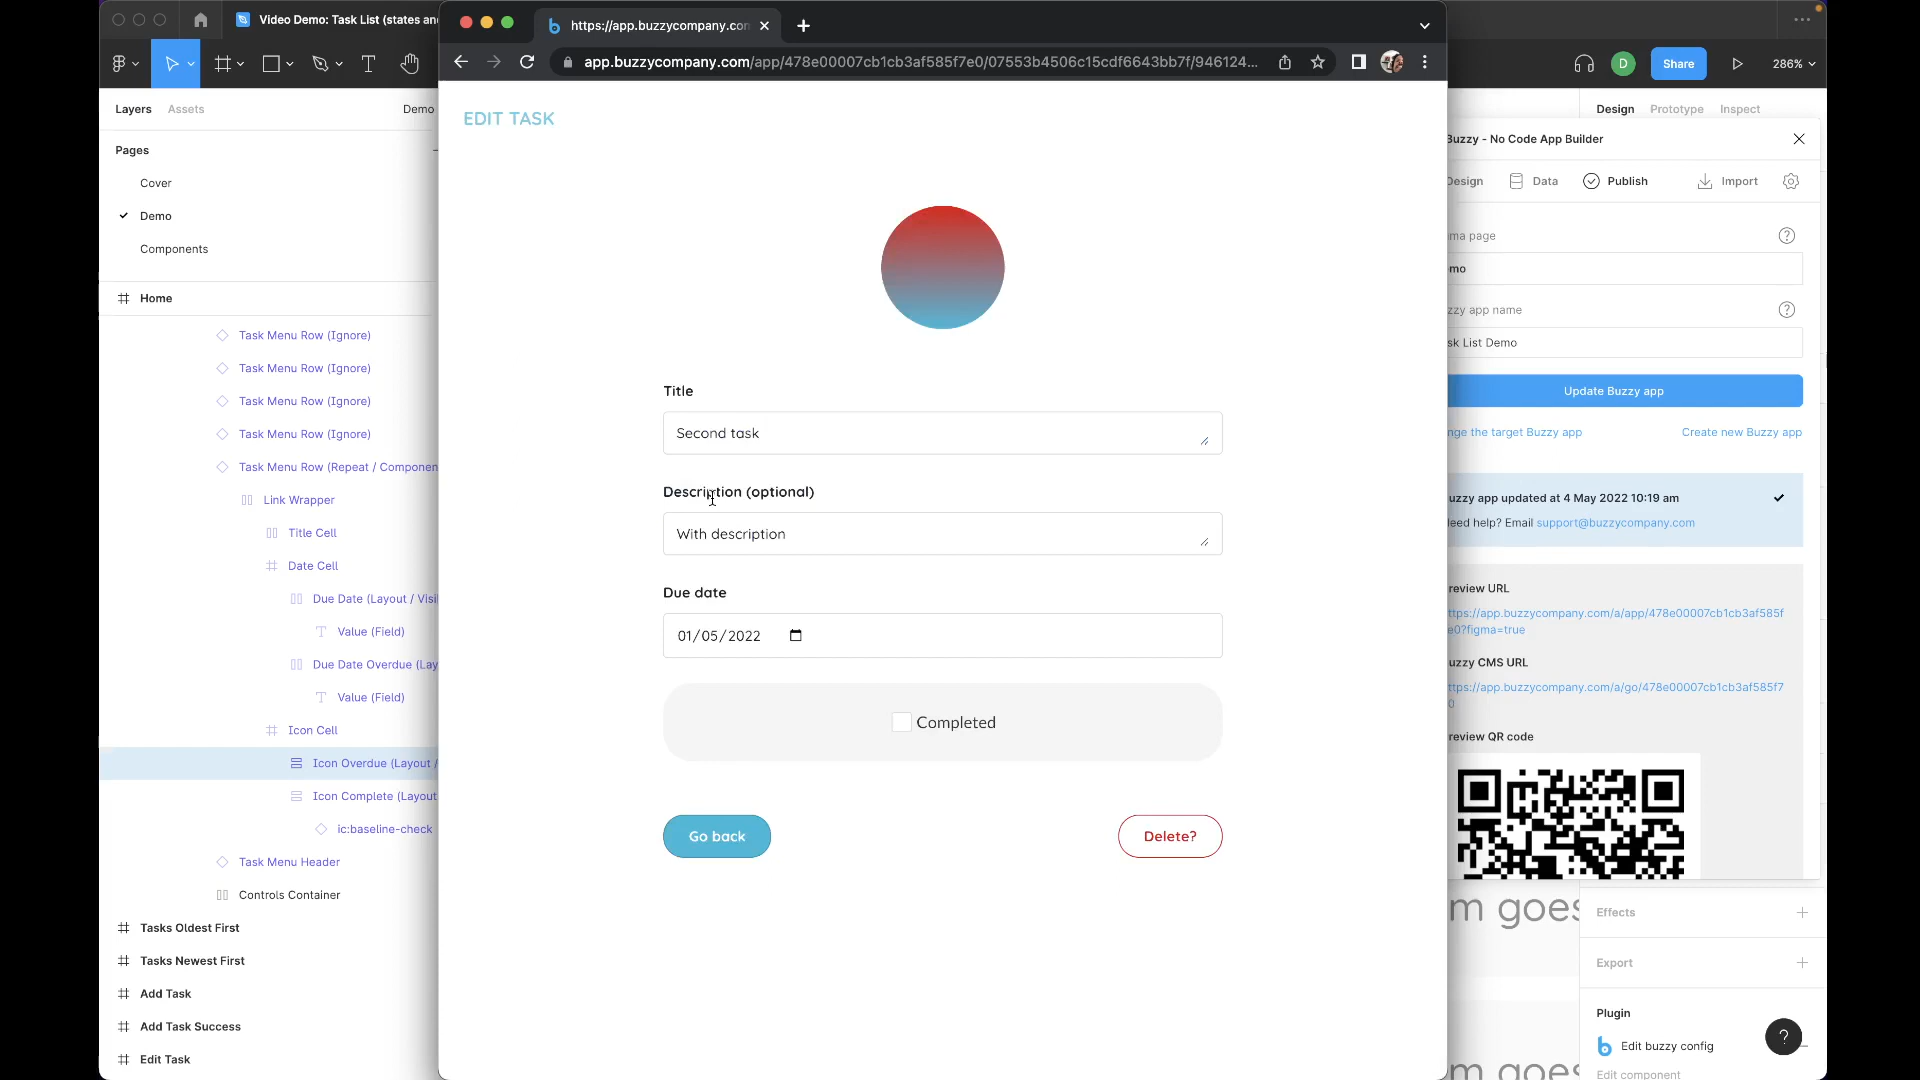 Video Demo: Task List (states an
https://app.buzzycompany.con
app.buzzycompany.com/app/478e00007cb1cb3af585f7e0/07553b4506c15cdf6643bb7f/946124...
D
Share
286%
Layers
Assets
Demo
Pages
Cover
Demo
Components
Home
Task Menu Row (Ignore)
Task Menu Row (Ignore)
Task Menu Row (Ignore)
Task Menu Row (Ignore)
Task Menu Row (Repeat / Componen
Link Wrapper
Title Cell
Date Cell
Due Date (Layout / Visi
Value (Field)
Due Date Overdue (Lay
Value (Field)
Icon Cell
Icon Overdue (Layout /
Icon Complete (Layout
ic:baseline-check
Task Menu Header
Controls Container
Tasks Oldest First
Tasks Newest First
Add Task
Add Task Success
Edit Task
EDIT TASK
Title
Second task
Description (optional)
With description
Due date
01/05/2022
Completed
Go back
Delete?
Design
Prototype
Inspect
Buzzy - No Code App Builder
Design
Data
Publish
Import
ma page
mo
zzy app name
sk List Demo
Update Buzzy app
nge the target Buzzy app
Create new Buzzy app
uzzy app updated at 4 May 2022 10:19 am
eed help? Email support@buzzycompany.com
review URL
ttps://app.buzzycompany.com/a/app/478e00007cb1cb3af585f
e0?figma=true
uzzy CMS URL
ttps://app.buzzycompany.com/a/go/478e00007cb1cb3af585f7
0
review QR code
m goes
Effects
Export
Plugin
Edit buzzy config
Edit component
m goes
?